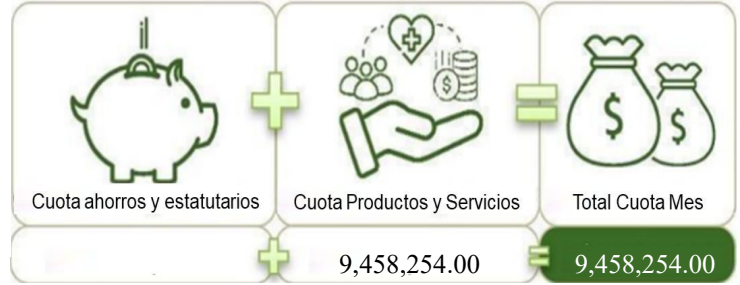 Cuota ahorros y estatutarios
Cuota Productos y Servicios
Total Cuota Mes
9,458,254.00
9,458,254.00